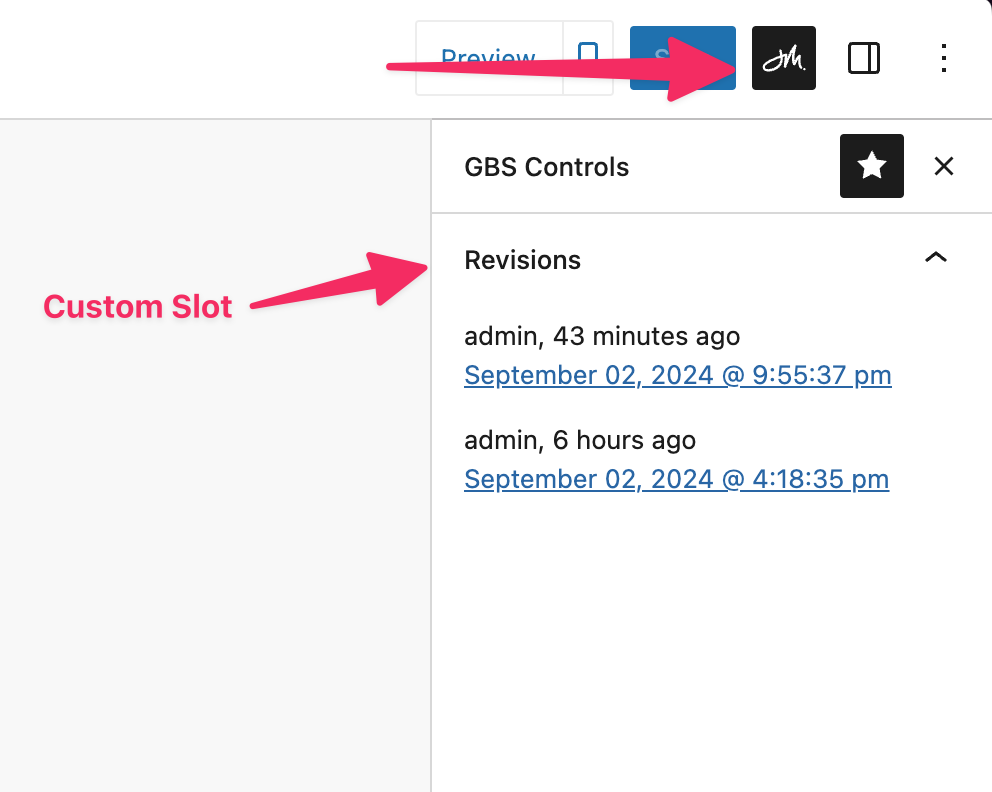 Preview
GBS Controls
Revisions
Custom Slot
admin, 43 minutes ago
September 02, 2024 @ 9:55:37 pm
admin, 6 hours ago
September 02, 2024 @ 4:18:35 pm